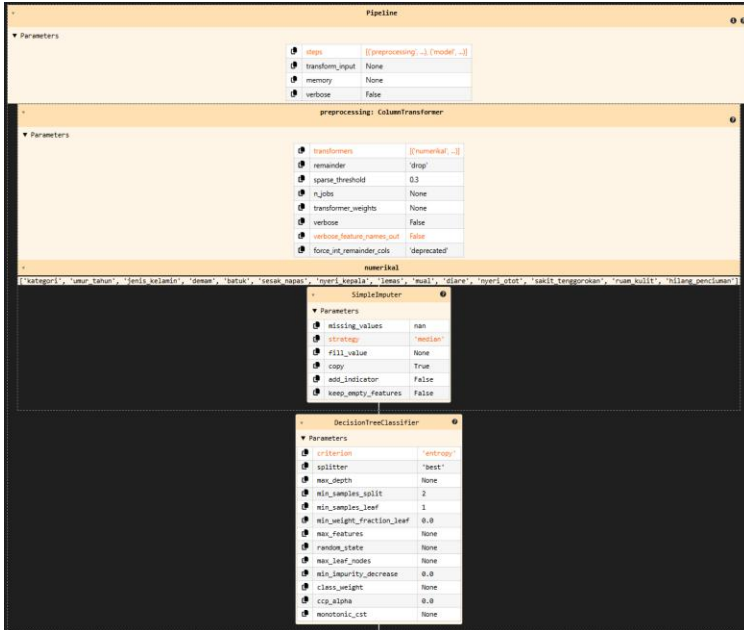 Pipeline
Parameters
steps [('preprocessing', ...), ('model', ...)]
transform_input None
memory None
verbose False
preprocessing: ColumnTransformer
Parameters
transformers [('numerikal', ...)]
remainder 'drop'
sparse_threshold 0.3
n_jobs None
transformer_weights None
verbose False
verbose_feature_names_out False
force_int_remainder_cols 'deprecated'
numerikal
['kategori', 'umur_tahun', 'jenis_kelamin', 'demam', 'batuk', 'sesak_napas', 'nyeri_kepala', 'lemas', 'mual', 'diare', 'nyeri_otot', 'sakit_tenggorokan', 'ruam_kulit', 'hilang_penciuman']
SimpleImputer
Parameters
missing_values nan
strategy 'median'
fill_value None
copy True
add_indicator False
keep_empty_features False
DecisionTreeClassifier
Parameters
criterion 'entropy'
splitter 'best'
max_depth None
min_samples_split 2
min_samples_leaf 1
min_weight_fraction_leaf 0.0
max_features None
random_state None
max_leaf_nodes None
min_impurity_decrease 0.0
class_weight None
ccp_alpha 0.0
monotonic_cst None